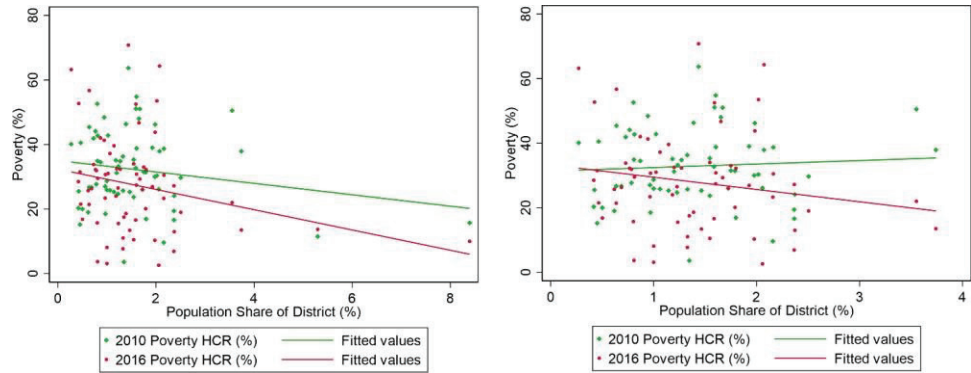 80
60
40
20
0
Poverty (%)
0 2 4 6 8
Population Share of District (%)
2010 Poverty HCR (%) Fitted values
2016 Poverty HCR (%) Fitted values
80
60
40
20
0
Poverty (%)
0 1 2 3 4
Population Share of District (%)
2010 Poverty HCR (%) Fitted values
2016 Poverty HCR (%) Fitted values